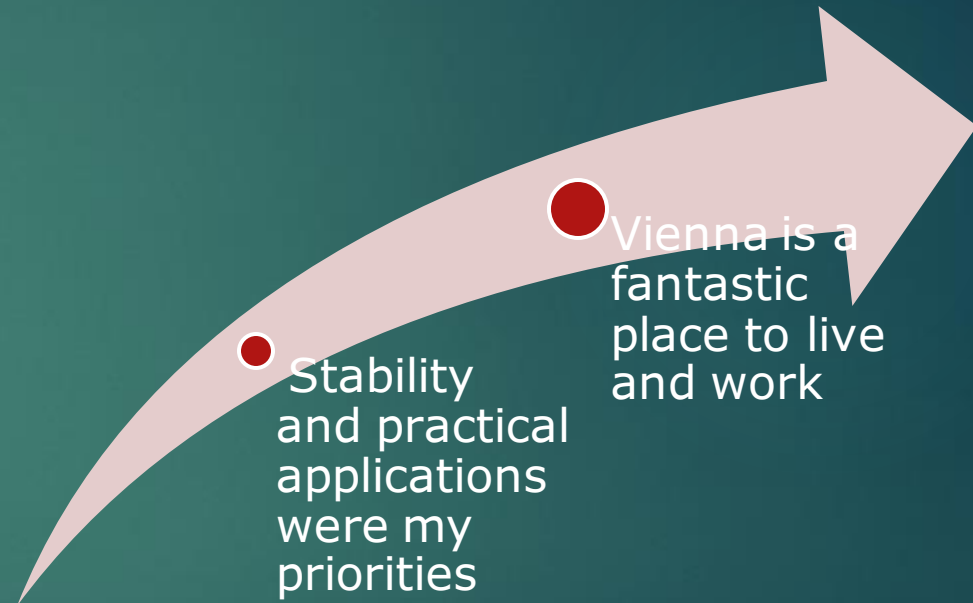 Stability
and practical
applications
were my
priorities
Vienna is a
fantastic
place to live
and work